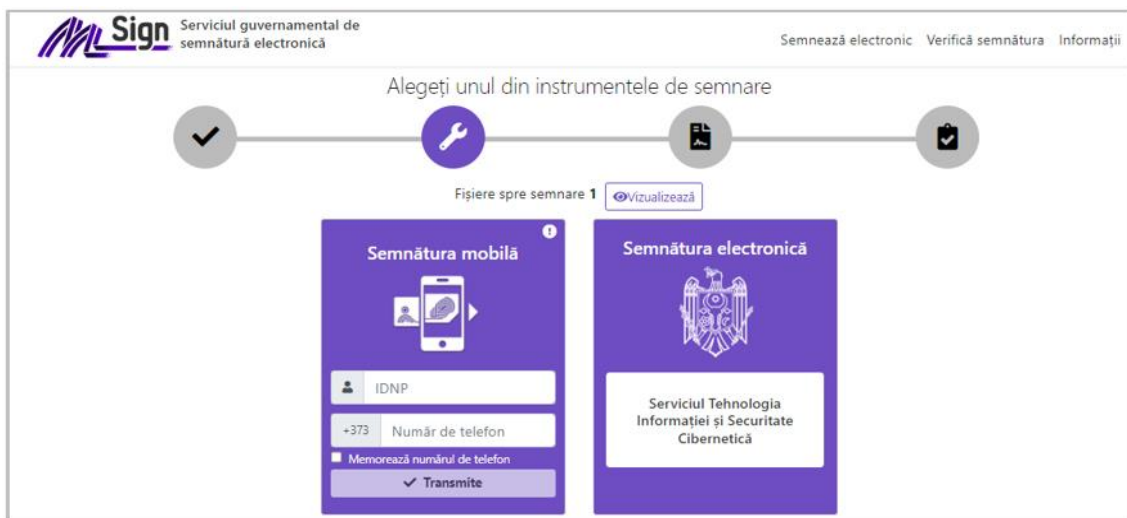 Sign
Serviciul guvernamental de
semnătură electronică
Semnează electronic Verifică semnătura Informații
Alegeți unul din instrumentele de semnare
Fișiere spre semnare 1 Vizualizează
Semnătura mobilă
IDNP
+373 Număr de telefon
Memorează numărul de telefon
Transmite
Semnătura electronică
Serviciul Tehnologia
Informației și Securitate
Cibernetică